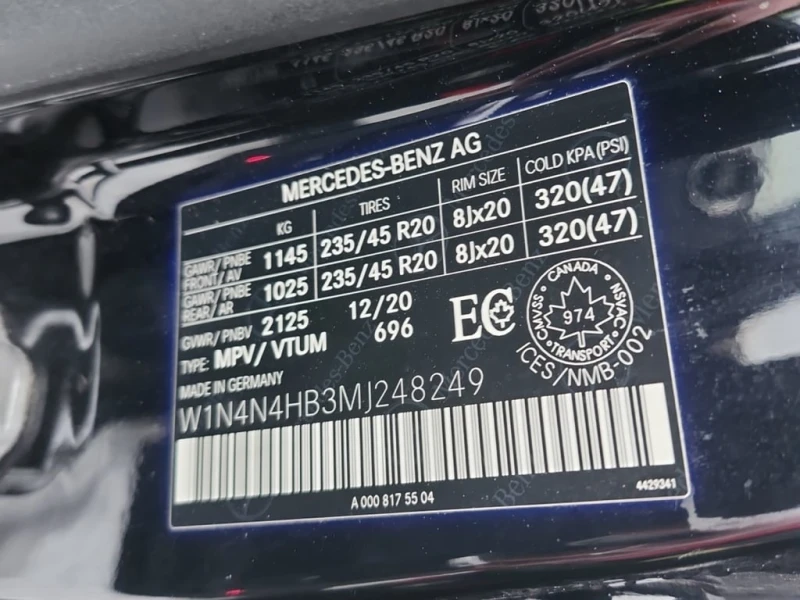 MERCEDES-BENZ AG
KG TIRES RIM SIZE COLD KPA (PSI)
GAWR/PNBE FRONT/AV 1145 235/45 R20 8Jx20 320(47)
GAWR/PNBE REAR/AR 1025 235/45 R20 8Jx20 320(47)
GVWR/PNBV 2125 12/20
TYPE: MPV/VTUM 696
EC
CANADA
CMVSS 974 NSVAC
TRANSPORT
ICES/NMB-002
MADE IN GERMANY
W1N4N4HB3MJ248249
A 000 817 55 04
4429341